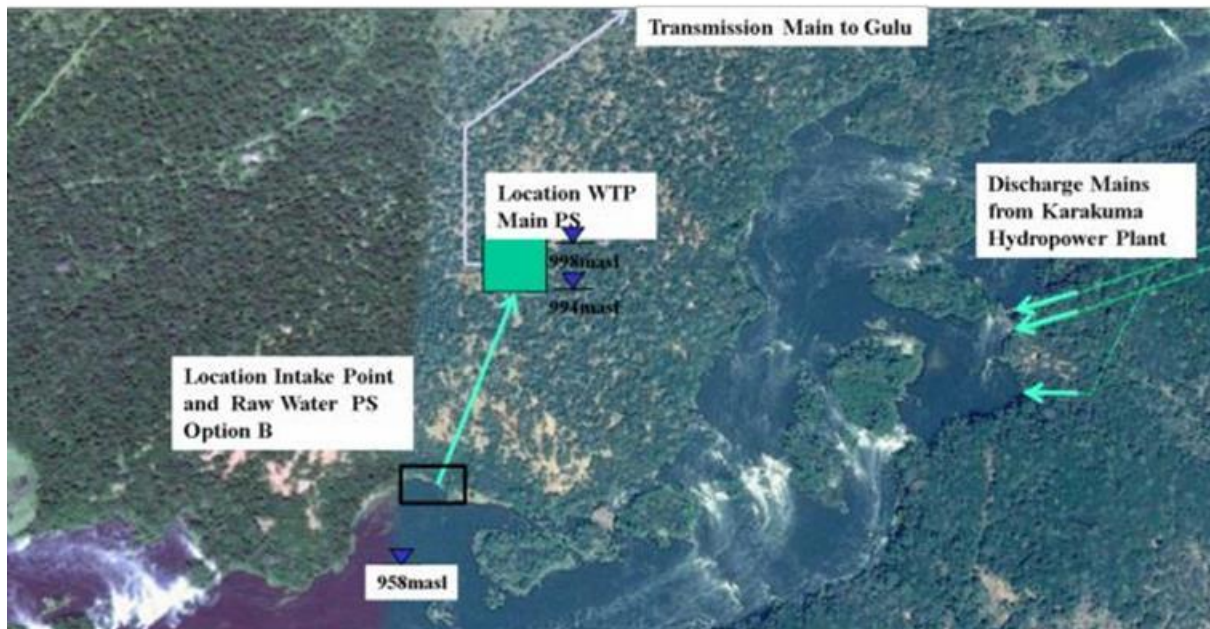 Transmission Main to Gulu
Location WTP
Main PS
998masl
994masl
Discharge Mains
from Karakuma
Hydropower Plant
Location Intake Point
and Raw Water PS
Option B
958masl